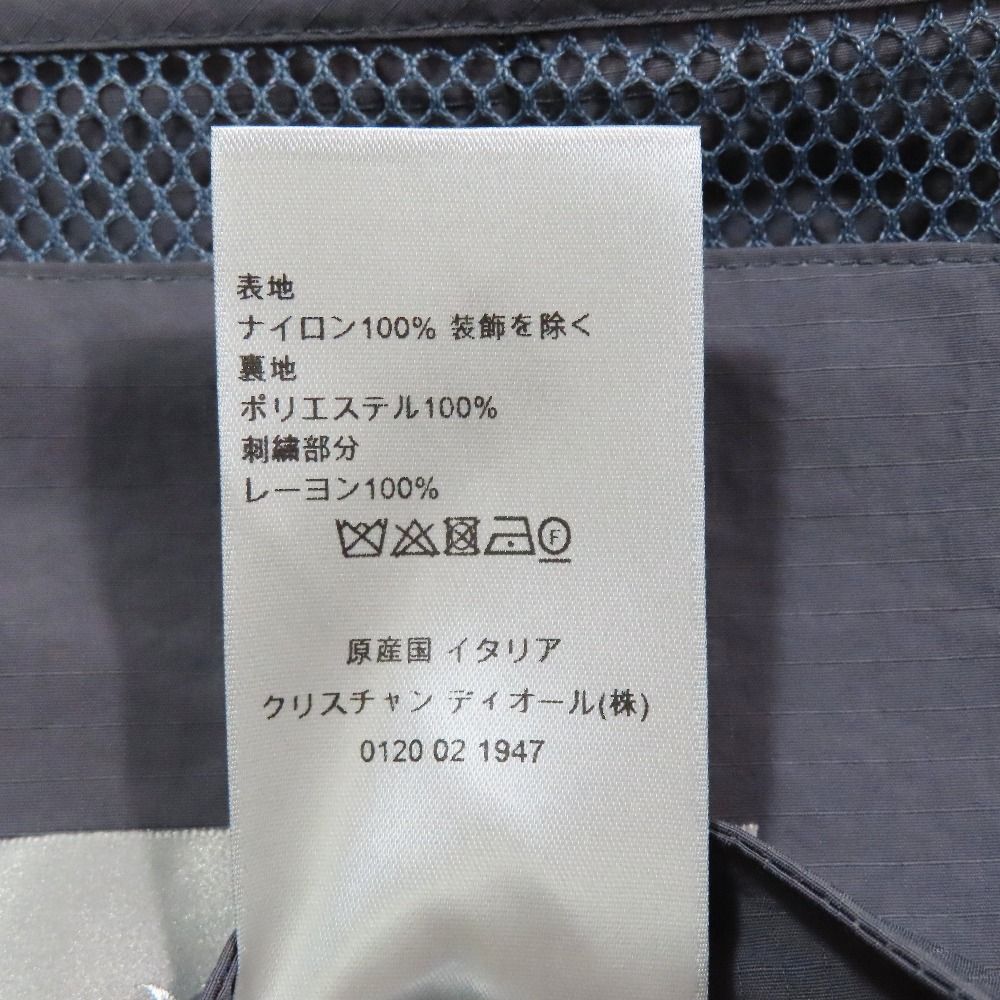 表地
ナイロン100% 装飾を除く
裏地
ポリエステル100%
刺繍部分
レーヨン100%
F
原産国 イタリア
クリスチャン ディオール(株)
0120 02 1947